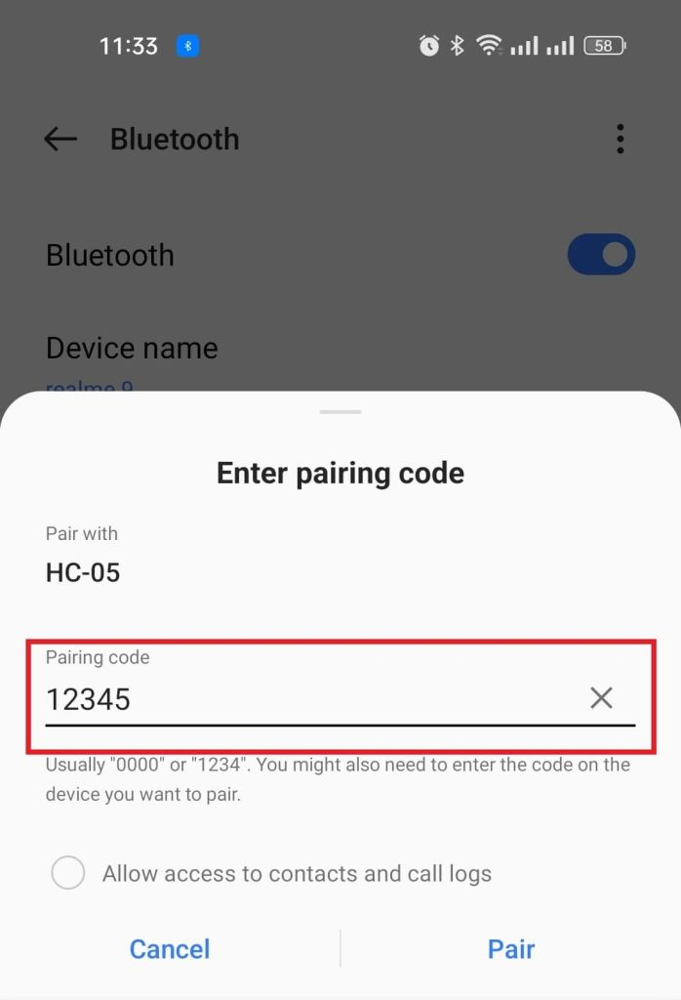 11:33
58
Bluetooth
Bluetooth
Device name
realme 9
Enter pairing code
Pair with
HC-05
Pairing code
12345
Usually "0000" or "1234". You might also need to enter the code on the
device you want to pair.
Allow access to contacts and call logs
Cancel Pair